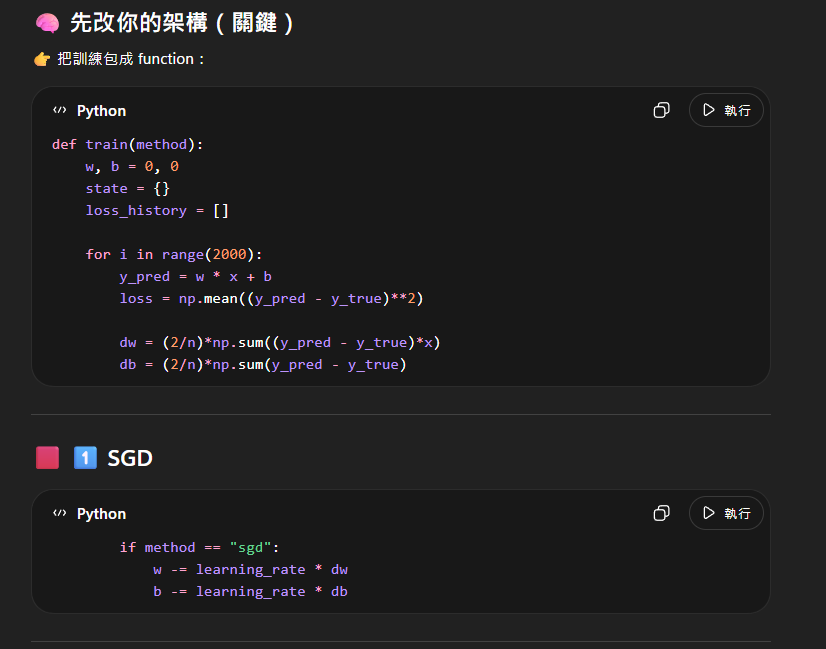 🧠 先改你的架構（關鍵）
👉 把訓練包成 function：
Python
執行
def train(method):
    w, b = 0, 0
    state = {}
    loss_history = []

    for i in range(2000):
        y_pred = w * x + b
        loss = np.mean((y_pred - y_true)**2)

        dw = (2/n)*np.sum((y_pred - y_true)*x)
        db = (2/n)*np.sum(y_pred - y_true)
🟥 1️⃣ SGD
Python
執行
        if method == "sgd":
            w -= learning_rate * dw
            b -= learning_rate * db